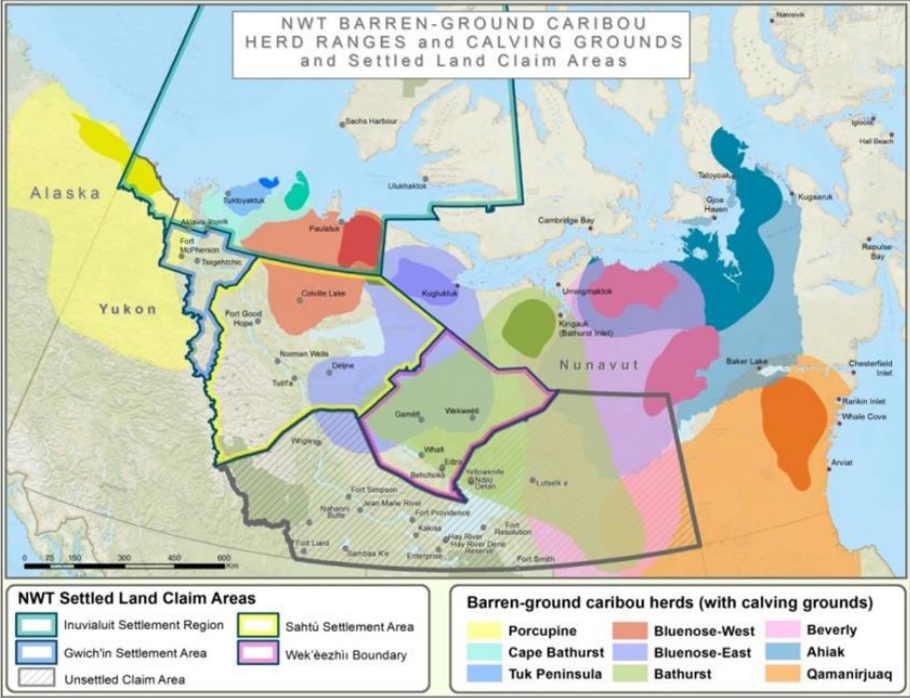 NWT BARREN-GROUND CARIBOU
HERD RANGES and CALVING GROUNDS
and Settled Land Claim Areas
Nanisivik
Sachs Harbour
Igloolik
Hall Beach
Alaska
Tuktoyaktuk
Ulukhaktok
Taloyoak
Kugaaruk
Gjoa
Haven
Aklavik Inuvik
Paulatuk
Cambridge Bay
Fort
McPherson
Tsiigehtchic
Repulse
Bay
Colville Lake
Kugluktuk
Umingmaktok
Yukon
Fort Good
Hope
Kingauk
(Bathurst Inlet)
Norman Wells
Nunavut
Baker Lake
Chesterfield
Inlet
Tulit'a
Déline
Rankin Inlet
Whale Cove
Gamètì
Wekweètì
Wrigley
Whatì
Edzo
Behchokò
Yellowknife
Ndilo
Detah
Lutselk'e
Arviat
Fort Simpson
Jean Marie River
Nahanni
Butte
Fort Providence
Kakisa
Fort
Resolution
Hay River
Hay River Dene
Reserve
Fort Liard
Sambaa K'e
Enterprise
Fort Smith
0 75 150 300 450 600
Km
NWT Settled Land Claim Areas
Inuvialuit Settlement Region
Sahtú Settlement Area
Gwich'in Settlement Area
Wek'èezhìi Boundary
Unsettled Claim Area
Barren-ground caribou herds (with calving grounds)
Porcupine
Bluenose-West
Beverly
Cape Bathurst
Bluenose-East
Ahiak
Tuk Peninsula
Bathurst
Qamanirjuaq